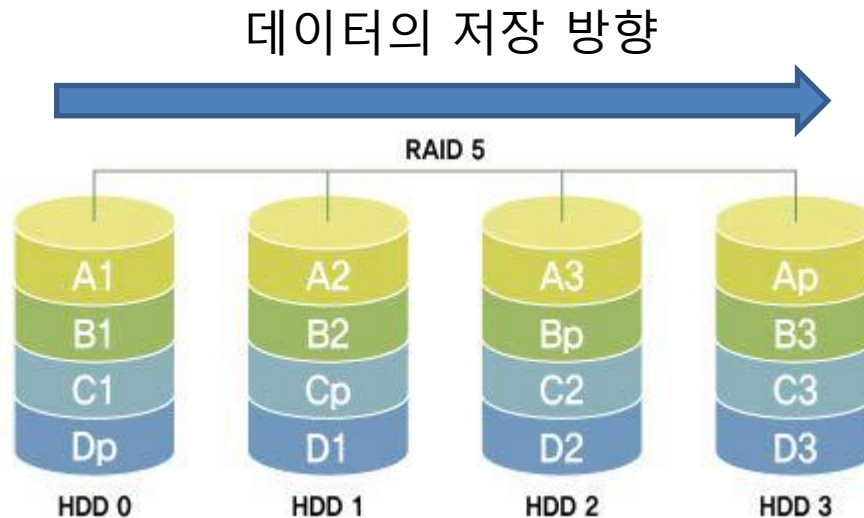 데이터의 저장 방향
RAID 5
A1 A2 A3 Ap
B1 B2 Bp B3
C1 Cp C2 C3
Dp D1 D2 D3
HDD 0 HDD 1 HDD 2 HDD 3